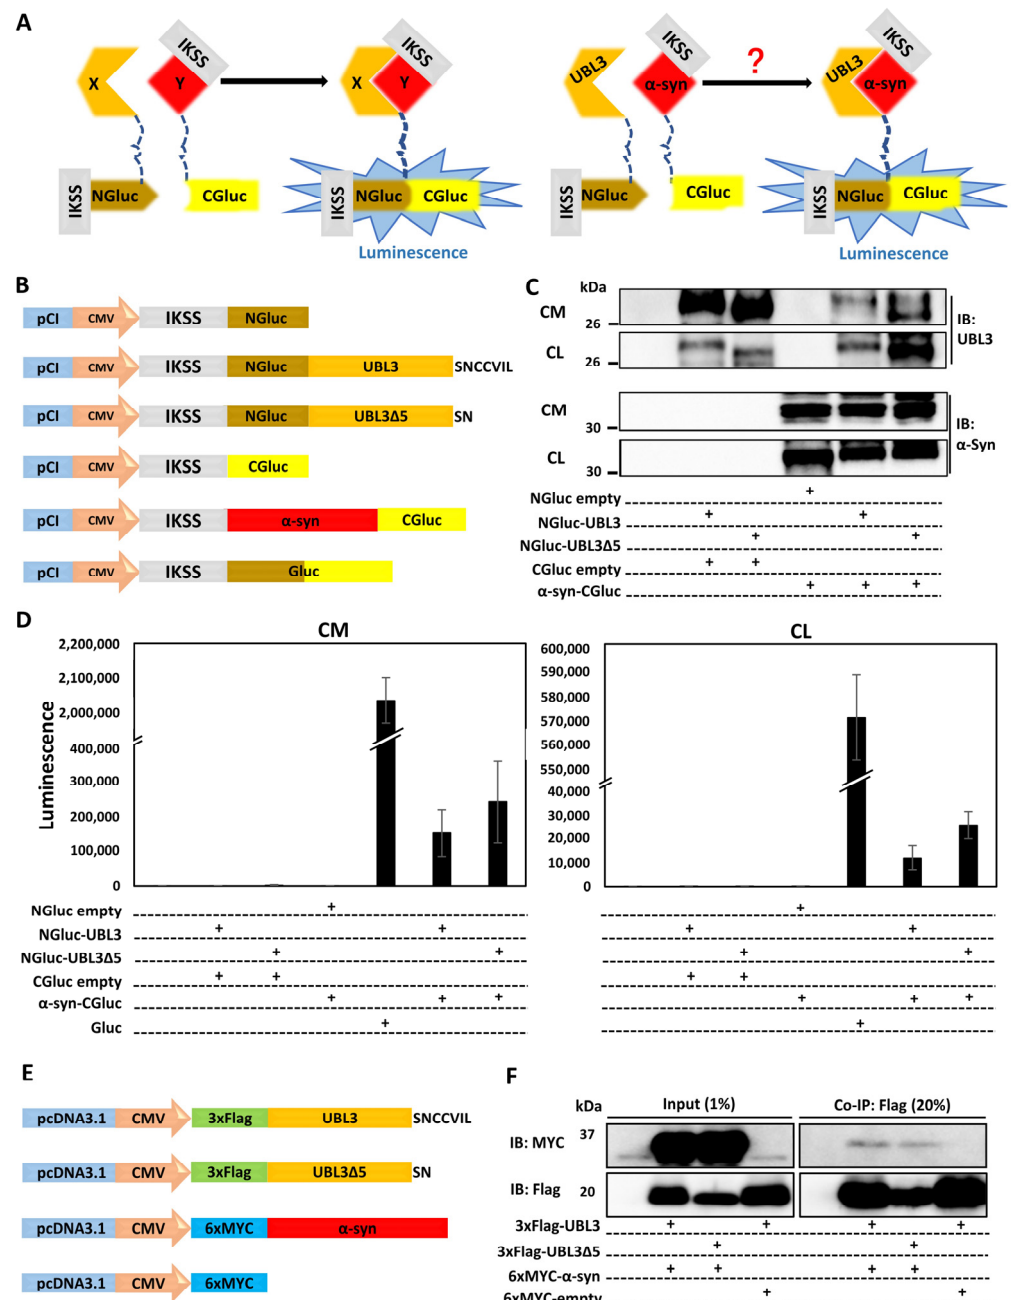 A
X
IKSS
Y
IKSS
NGluc
CGluc
X
IKSS
Y
IKSS
NGluc
CGluc
Luminescence
UBL3
IKSS
α-syn
IKSS
NGluc
CGluc
?
UBL3
IKSS
α-syn
IKSS
NGluc
CGluc
Luminescence
B
pCI CMV IKSS NGluc
pCI CMV IKSS NGluc UBL3 SNCCVIL
pCI CMV IKSS NGluc UBL3Δ5 SN
pCI CMV IKSS CGluc
pCI CMV IKSS α-syn CGluc
pCI CMV IKSS Gluc
C
kDa
CM
26
CL
26
IB:
UBL3
CM
30
CL
30
IB:
α-Syn
NGluc empty +
NGluc-UBL3 + +
NGluc-UBL3Δ5 + +
CGluc empty + +
α-syn-CGluc + + +
D
CM
Luminescence
2,200,000
2,100,000
2,000,000
400,000
300,000
200,000
100,000
0
CL
600,000
590,000
580,000
570,000
560,000
550,000
40,000
30,000
20,000
10,000
0
NGluc empty + +
NGluc-UBL3 + + + +
NGluc-UBL3Δ5 + + + +
CGluc empty + + + +
α-syn-CGluc + + + + + +
Gluc + +
E
pcDNA3.1 CMV 3xFlag UBL3 SNCCVIL
pcDNA3.1 CMV 3xFlag UBL3Δ5 SN
pcDNA3.1 CMV 6xMYC α-syn
pcDNA3.1 CMV 6xMYC
F
kDa Input (1%) Co-IP: Flag (20%)
IB: MYC 37
IB: Flag 20
3xFlag-UBL3 + + + +
3xFlag-UBL3Δ5 + +
6xMYC-α-syn + + + +
6xMYC-empty + +